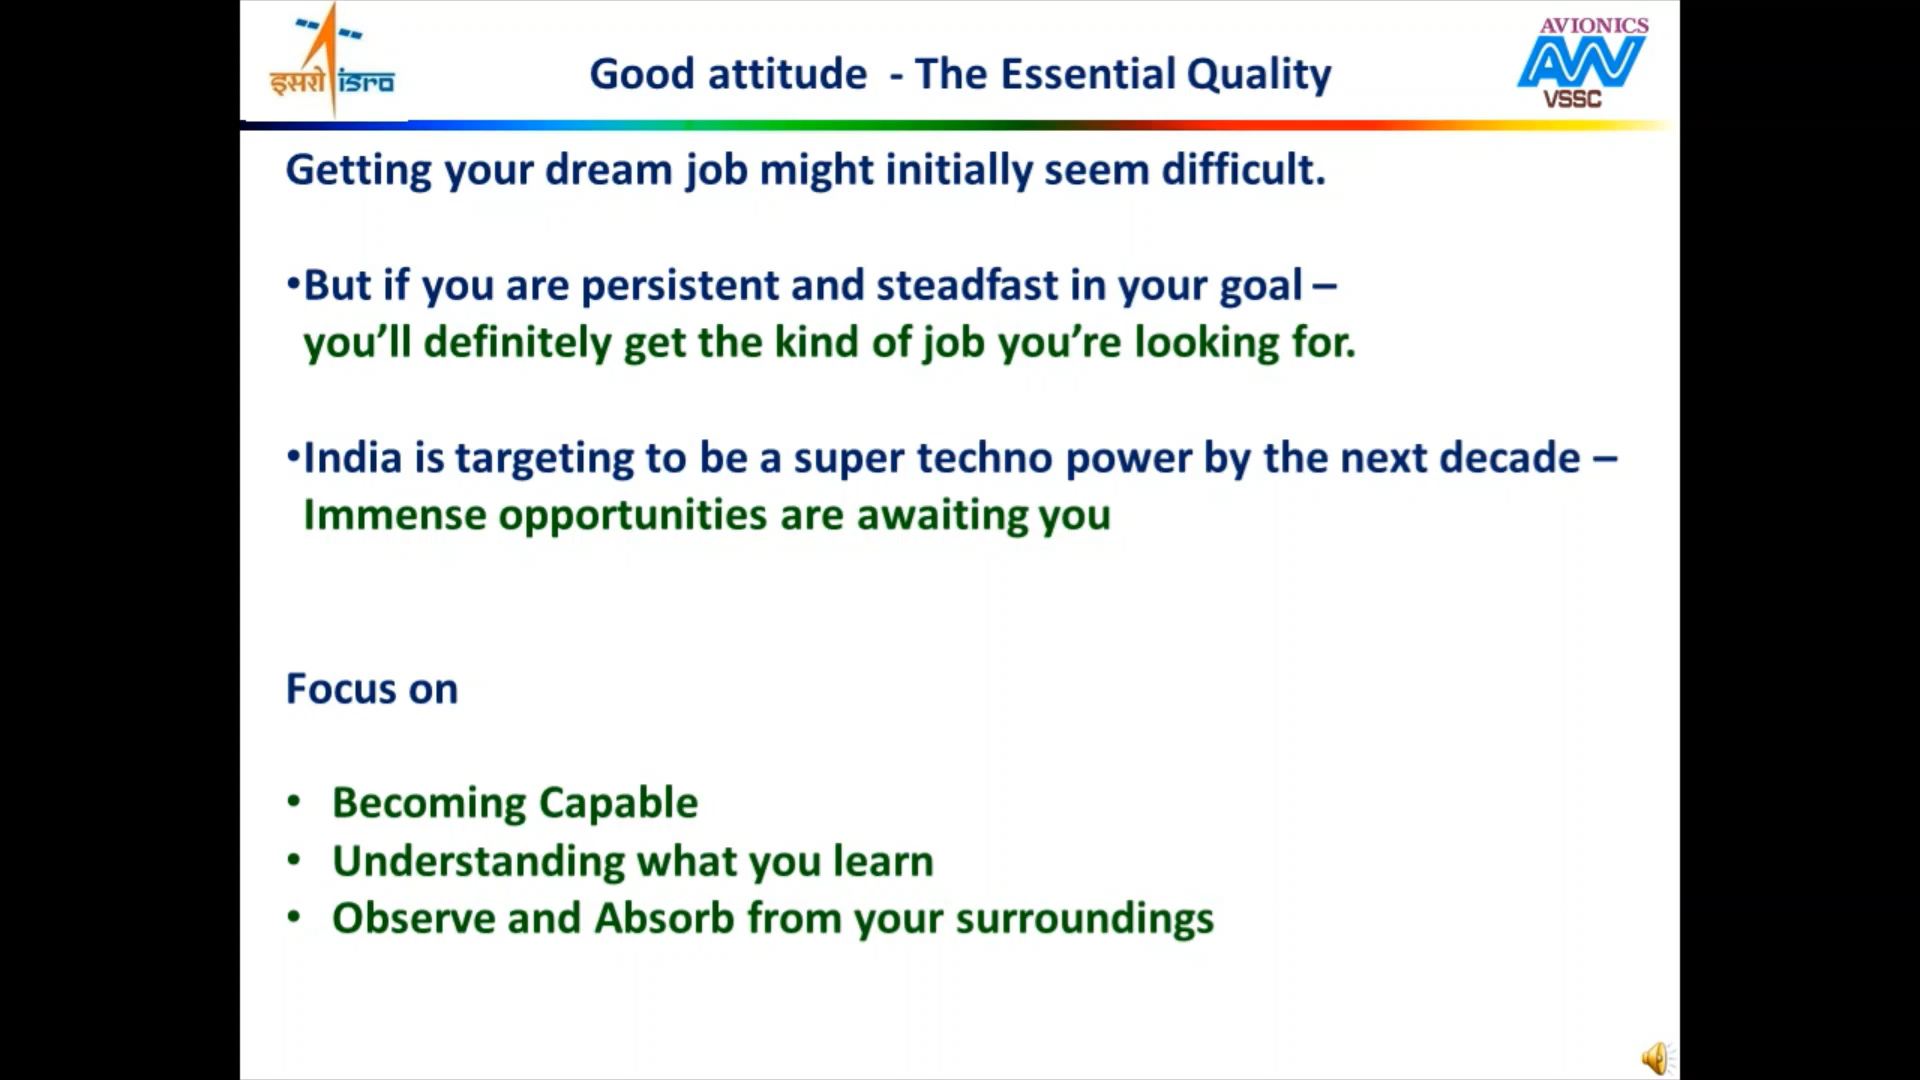 इसरो isro
Good attitude - The Essential Quality
AVIONICS
VSSC
Getting your dream job might initially seem difficult.
•But if you are persistent and steadfast in your goal –
you’ll definitely get the kind of job you’re looking for.
•India is targeting to be a super techno power by the next decade –
Immense opportunities are awaiting you
Focus on
• Becoming Capable
• Understanding what you learn
• Observe and Absorb from your surroundings